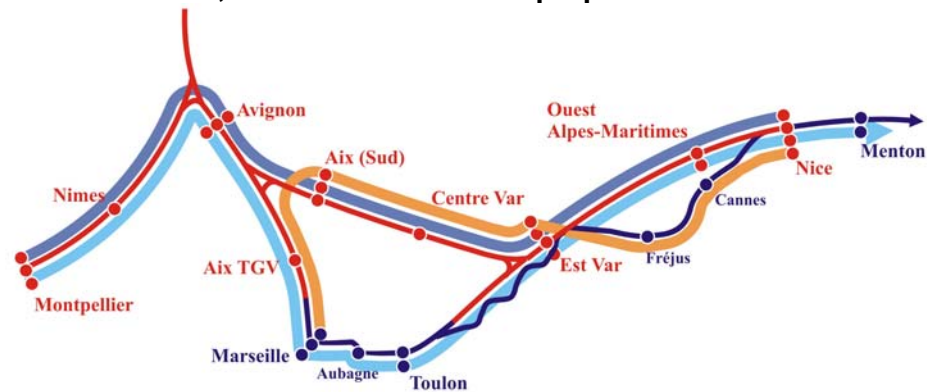 Avignon
Ouest
Alpes-Maritimes
Aix (Sud)
Menton
Nimes
Centre Var
Nice
Cannes
Aix TGV
Est Var
Fréjus
Montpellier
Marseille
Aubagne
Toulon